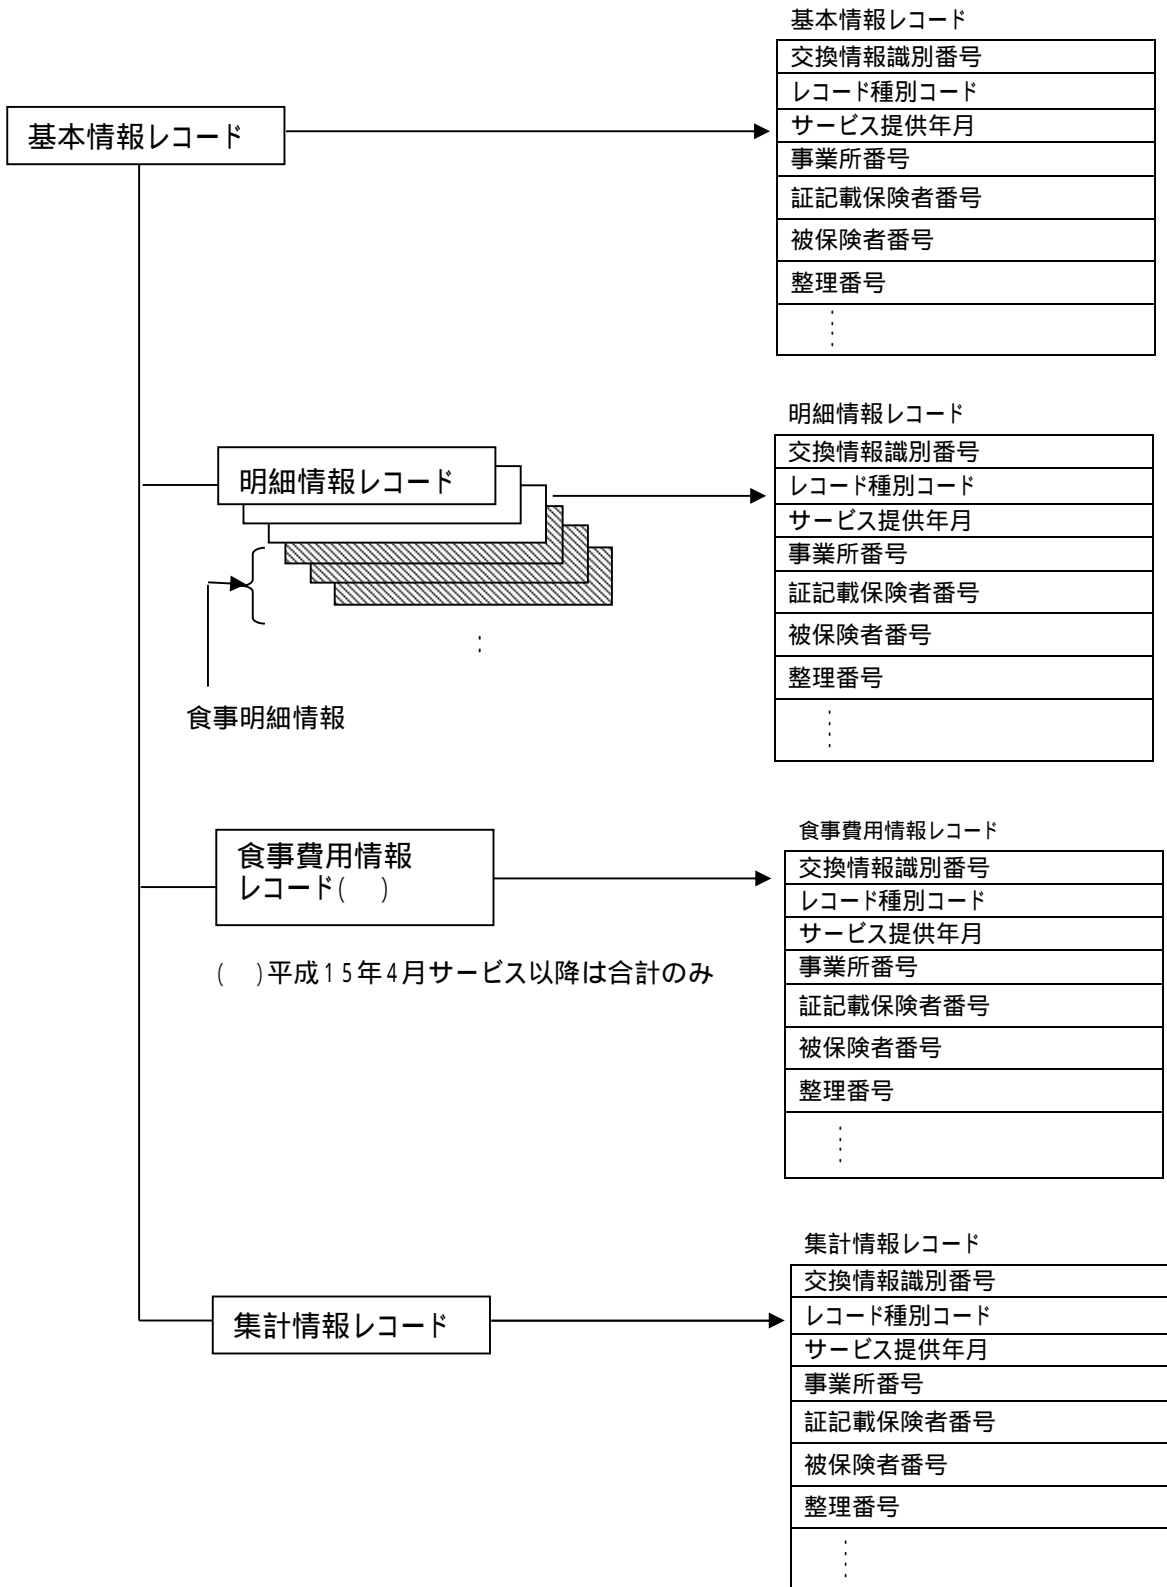 基本情報レコード
基本情報レコード
交換情報識別番号
レコード種別コード
サービス提供年月
事業所番号
証記載保険者番号
被保険者番号
整理番号
明細情報レコード
食事明細情報
明細情報レコード
交換情報識別番号
レコード種別コード
サービス提供年月
事業所番号
証記載保険者番号
被保険者番号
整理番号
食事費用情報
レコード( )
( )平成15年4月サービス以降は合計のみ
食事費用情報レコード
交換情報識別番号
レコード種別コード
サービス提供年月
事業所番号
証記載保険者番号
被保険者番号
整理番号
集計情報レコード
集計情報レコード
交換情報識別番号
レコード種別コード
サービス提供年月
事業所番号
証記載保険者番号
被保険者番号
整理番号